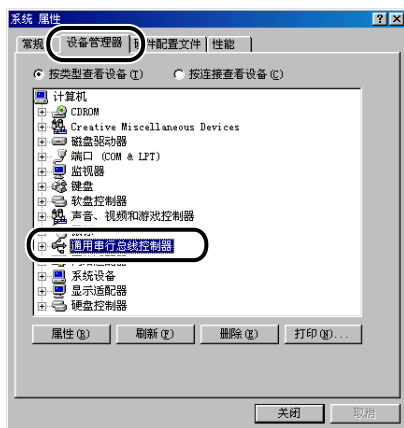 系统 属性
常规
设备管理器
件配置文件
性能
按类型查看设备(T)
按连接查看设备(C)
计算机
CDROM
Creative Miscellaneous Devices
磁盘驱动器
端口 (COM & LPT)
监视器
键盘
软盘控制器
声音、视频和游戏控制器
通用串行总线控制器
系统设备
显示适配器
硬盘控制器
属性(R)
刷新(F)
删除(E)
打印(N)...
关闭
取消